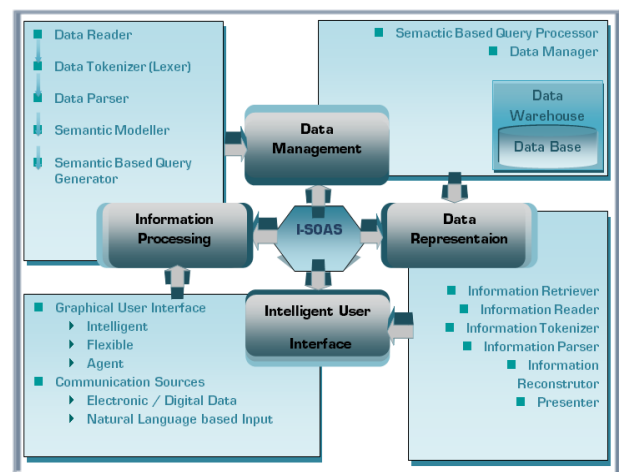 Data Reader
Data Tokenizer (Lexer)
Data Parser
Semantic Modeller
Semantic Based Query
Generator
Semactic Based Query Processor
Data Manager
Data
Warehouse
Data Base
Data
Management
Information
Processing
I-SOAS
Data
Representaion
Intelligent User
Interface
Graphical User Interface
Intelligent
Flexible
Agent
Communication Sources
Electronic / Digital Data
Natural Language based Input
Information Retriever
Information Reader
Information Tokenizer
Information Parser
Information
Reconstrutor
Presenter